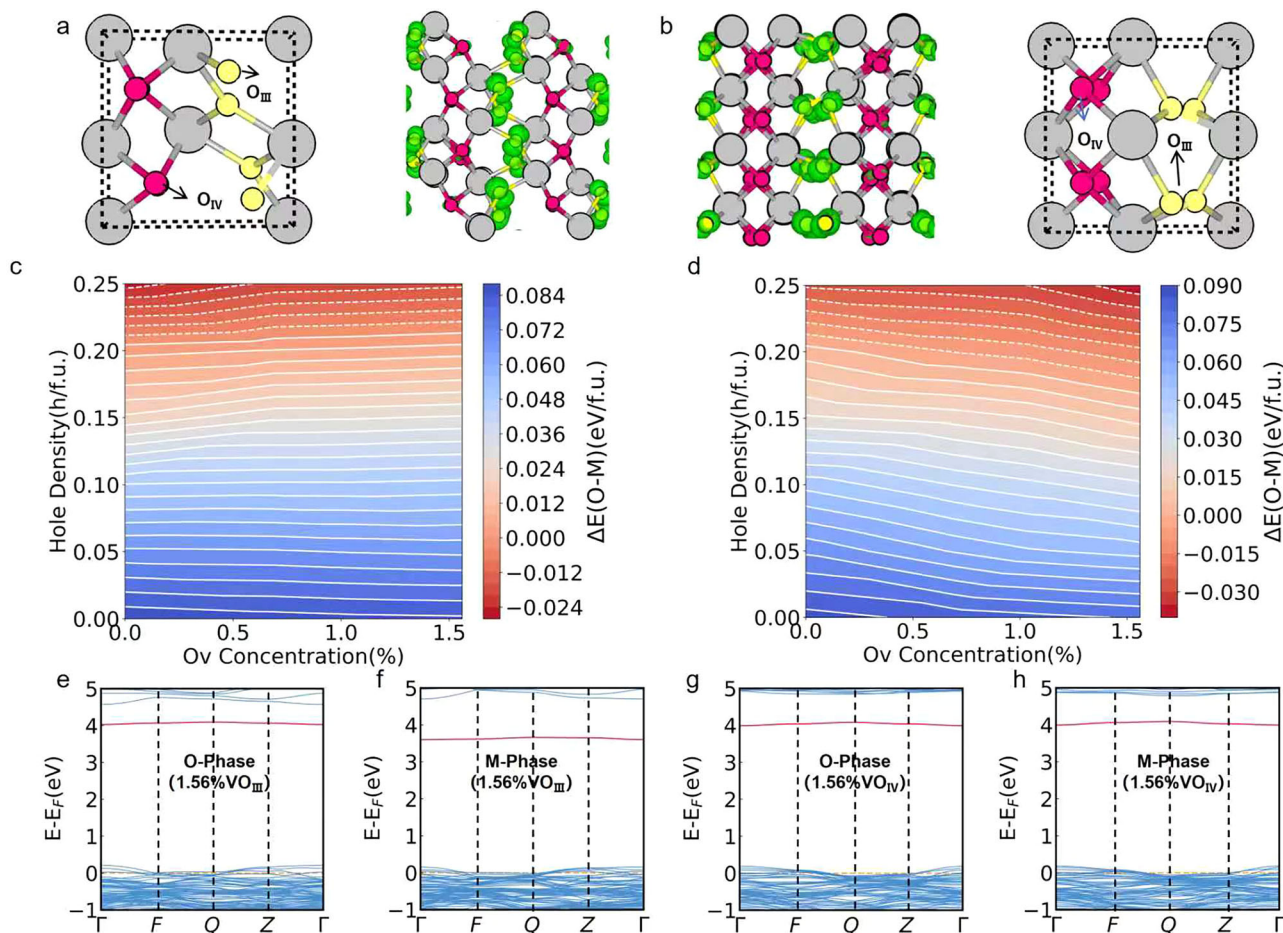 a
O_III
O_IV
b
O_IV
O_III
c
0.25
0.20
0.15
0.10
0.05
0.00
Hole Density(h/f.u.)
0.0 0.5 1.0 1.5
Ov Concentration(%)
0.084
0.072
0.060
0.048
0.036
0.024
0.012
0.000
−0.012
−0.024
ΔE(O-M)(eV/f.u.)
d
0.25
0.20
0.15
0.10
0.05
0.00
Hole Density(h/f.u.)
0.0 0.5 1.0 1.5
Ov Concentration(%)
0.090
0.075
0.060
0.045
0.030
0.015
0.000
−0.015
−0.030
ΔE(O-M)(eV/f.u.)
e
5
4
3
2
1
0
−1
E-E_F(eV)
O-Phase
(1.56%VO_III)
Γ F Q Z Γ
f
5
4
3
2
1
0
−1
E-E_F(eV)
M-Phase
(1.56%VO_III)
Γ F Q Z Γ
g
5
4
3
2
1
0
−1
E-E_F(eV)
O-Phase
(1.56%VO_IV)
Γ F Q Z Γ
h
5
4
3
2
1
0
−1
E-E_F(eV)
M-Phase
(1.56%VO_IV)
Γ F Q Z Γ